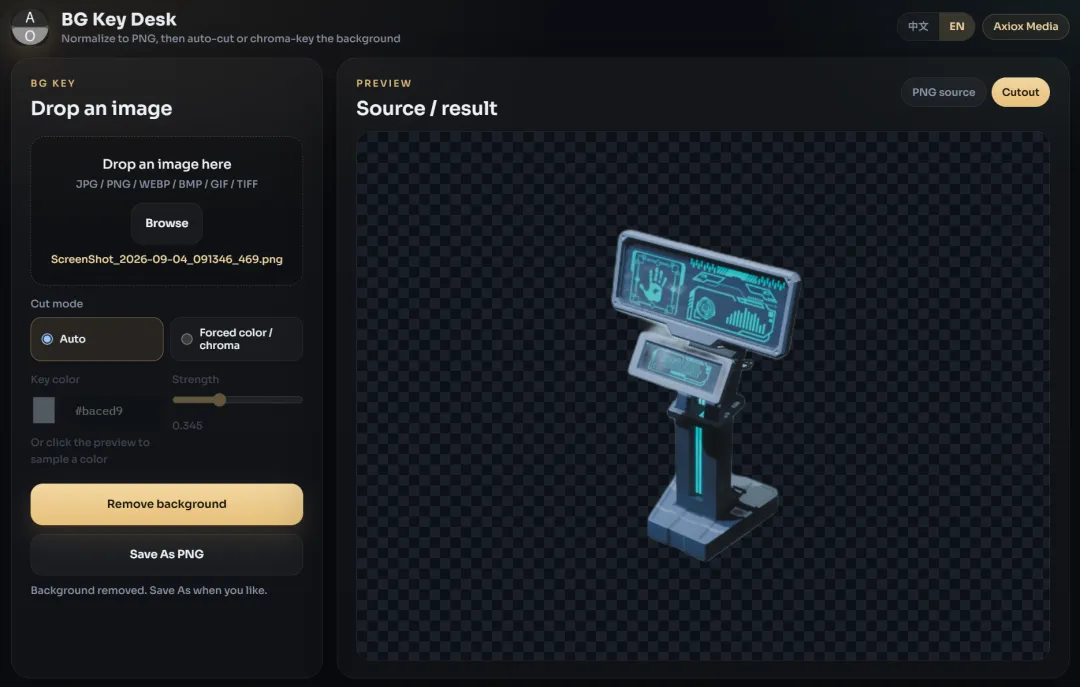 A
O
BG Key Desk
Normalize to PNG, then auto-cut or chroma-key the background
中文
EN
Axiox Media
BG KEY
Drop an image
Drop an image here
JPG / PNG / WEBP / BMP / GIF / TIFF
Browse
ScreenShot_2026-09-04_091346_469.png
Cut mode
Auto
Forced color /
chroma
Key color
Strength
#baced9
0.345
Or click the preview to
sample a color
Remove background
Save As PNG
Background removed. Save As when you like.
PREVIEW
Source / result
PNG source
Cutout